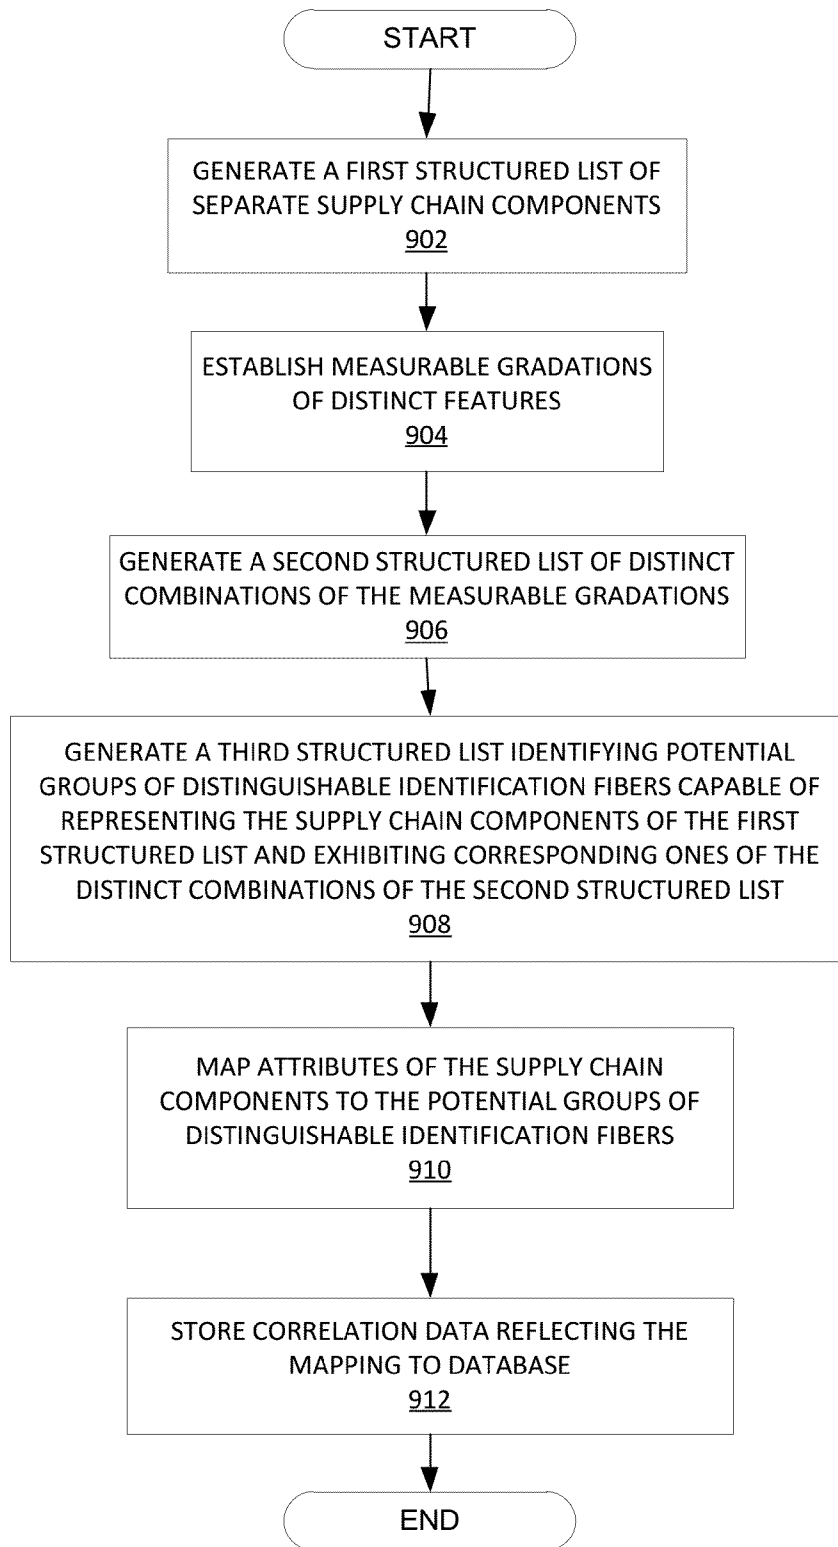 START
GENERATE A FIRST STRUCTURED LIST OF
SEPARATE SUPPLY CHAIN COMPONENTS
902
ESTABLISH MEASURABLE GRADATIONS
OF DISTINCT FEATURES
904
GENERATE A SECOND STRUCTURED LIST OF DISTINCT
COMBINATIONS OF THE MEASURABLE GRADATIONS
906
GENERATE A THIRD STRUCTURED LIST IDENTIFYING POTENTIAL
GROUPS OF DISTINGUISHABLE IDENTIFICATION FIBERS CAPABLE OF
REPRESENTING THE SUPPLY CHAIN COMPONENTS OF THE FIRST
STRUCTURED LIST AND EXHIBITING CORRESPONDING ONES OF THE
DISTINCT COMBINATIONS OF THE SECOND STRUCTURED LIST
908
MAP ATTRIBUTES OF THE SUPPLY CHAIN
COMPONENTS TO THE POTENTIAL GROUPS OF
DISTINGUISHABLE IDENTIFICATION FIBERS
910
STORE CORRELATION DATA REFLECTING THE
MAPPING TO DATABASE
912
END